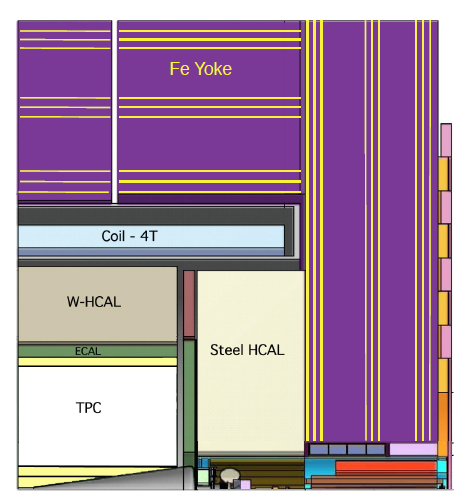 Fe Yoke
Coil - 4T
W-HCAL
ECAL
Steel HCAL
TPC